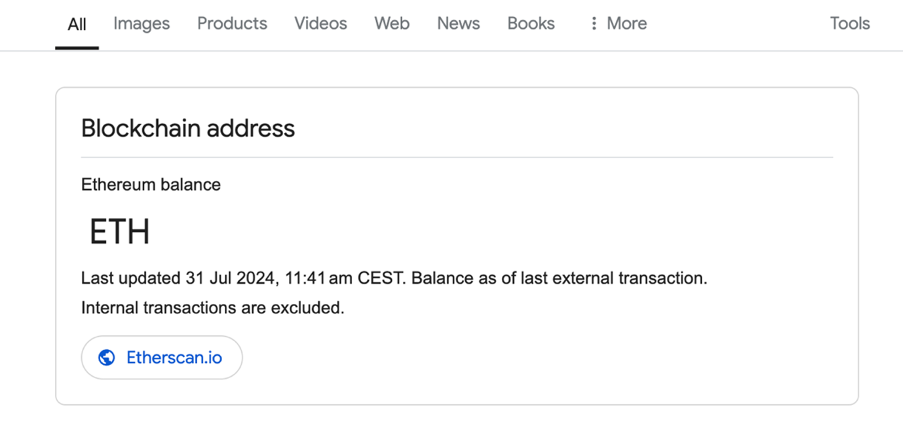 All Images Products Videos Web News Books More Tools
Blockchain address
Ethereum balance
ETH
Last updated 31 Jul 2024, 11:41 am CEST. Balance as of last external transaction.
Internal transactions are excluded.
Etherscan.io